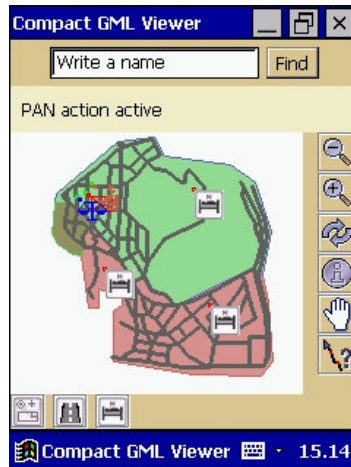 Compact GML Viewer
Write a name
Find
PAN action active
Compact GML Viewer
15.14